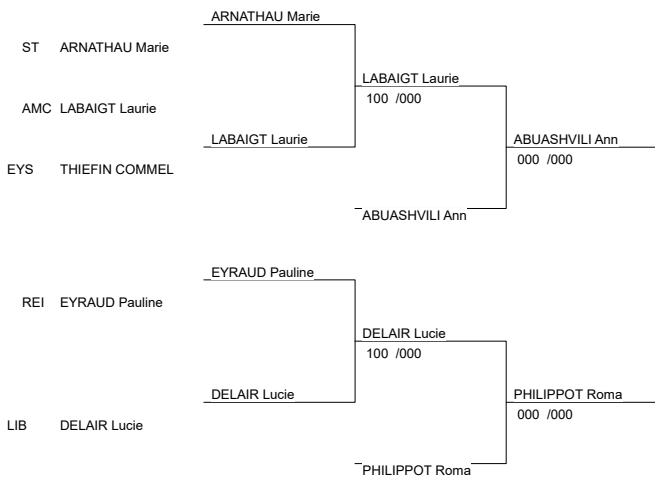 ARNATHAU Marie
ST ARNATHAU Marie
LABAIGT Laurie
100 /000
AMC LABAIGT Laurie
LABAIGT Laurie
ABUASHVILI Ann
000 /000
EYS THIEFIN COMMEL
ABUASHVILI Ann
EYRAUD Pauline
REI EYRAUD Pauline
DELAIR Lucie
100 /000
DELAIR Lucie
PHILIPPOT Roma
000 /000
LIB DELAIR Lucie
PHILIPPOT Roma